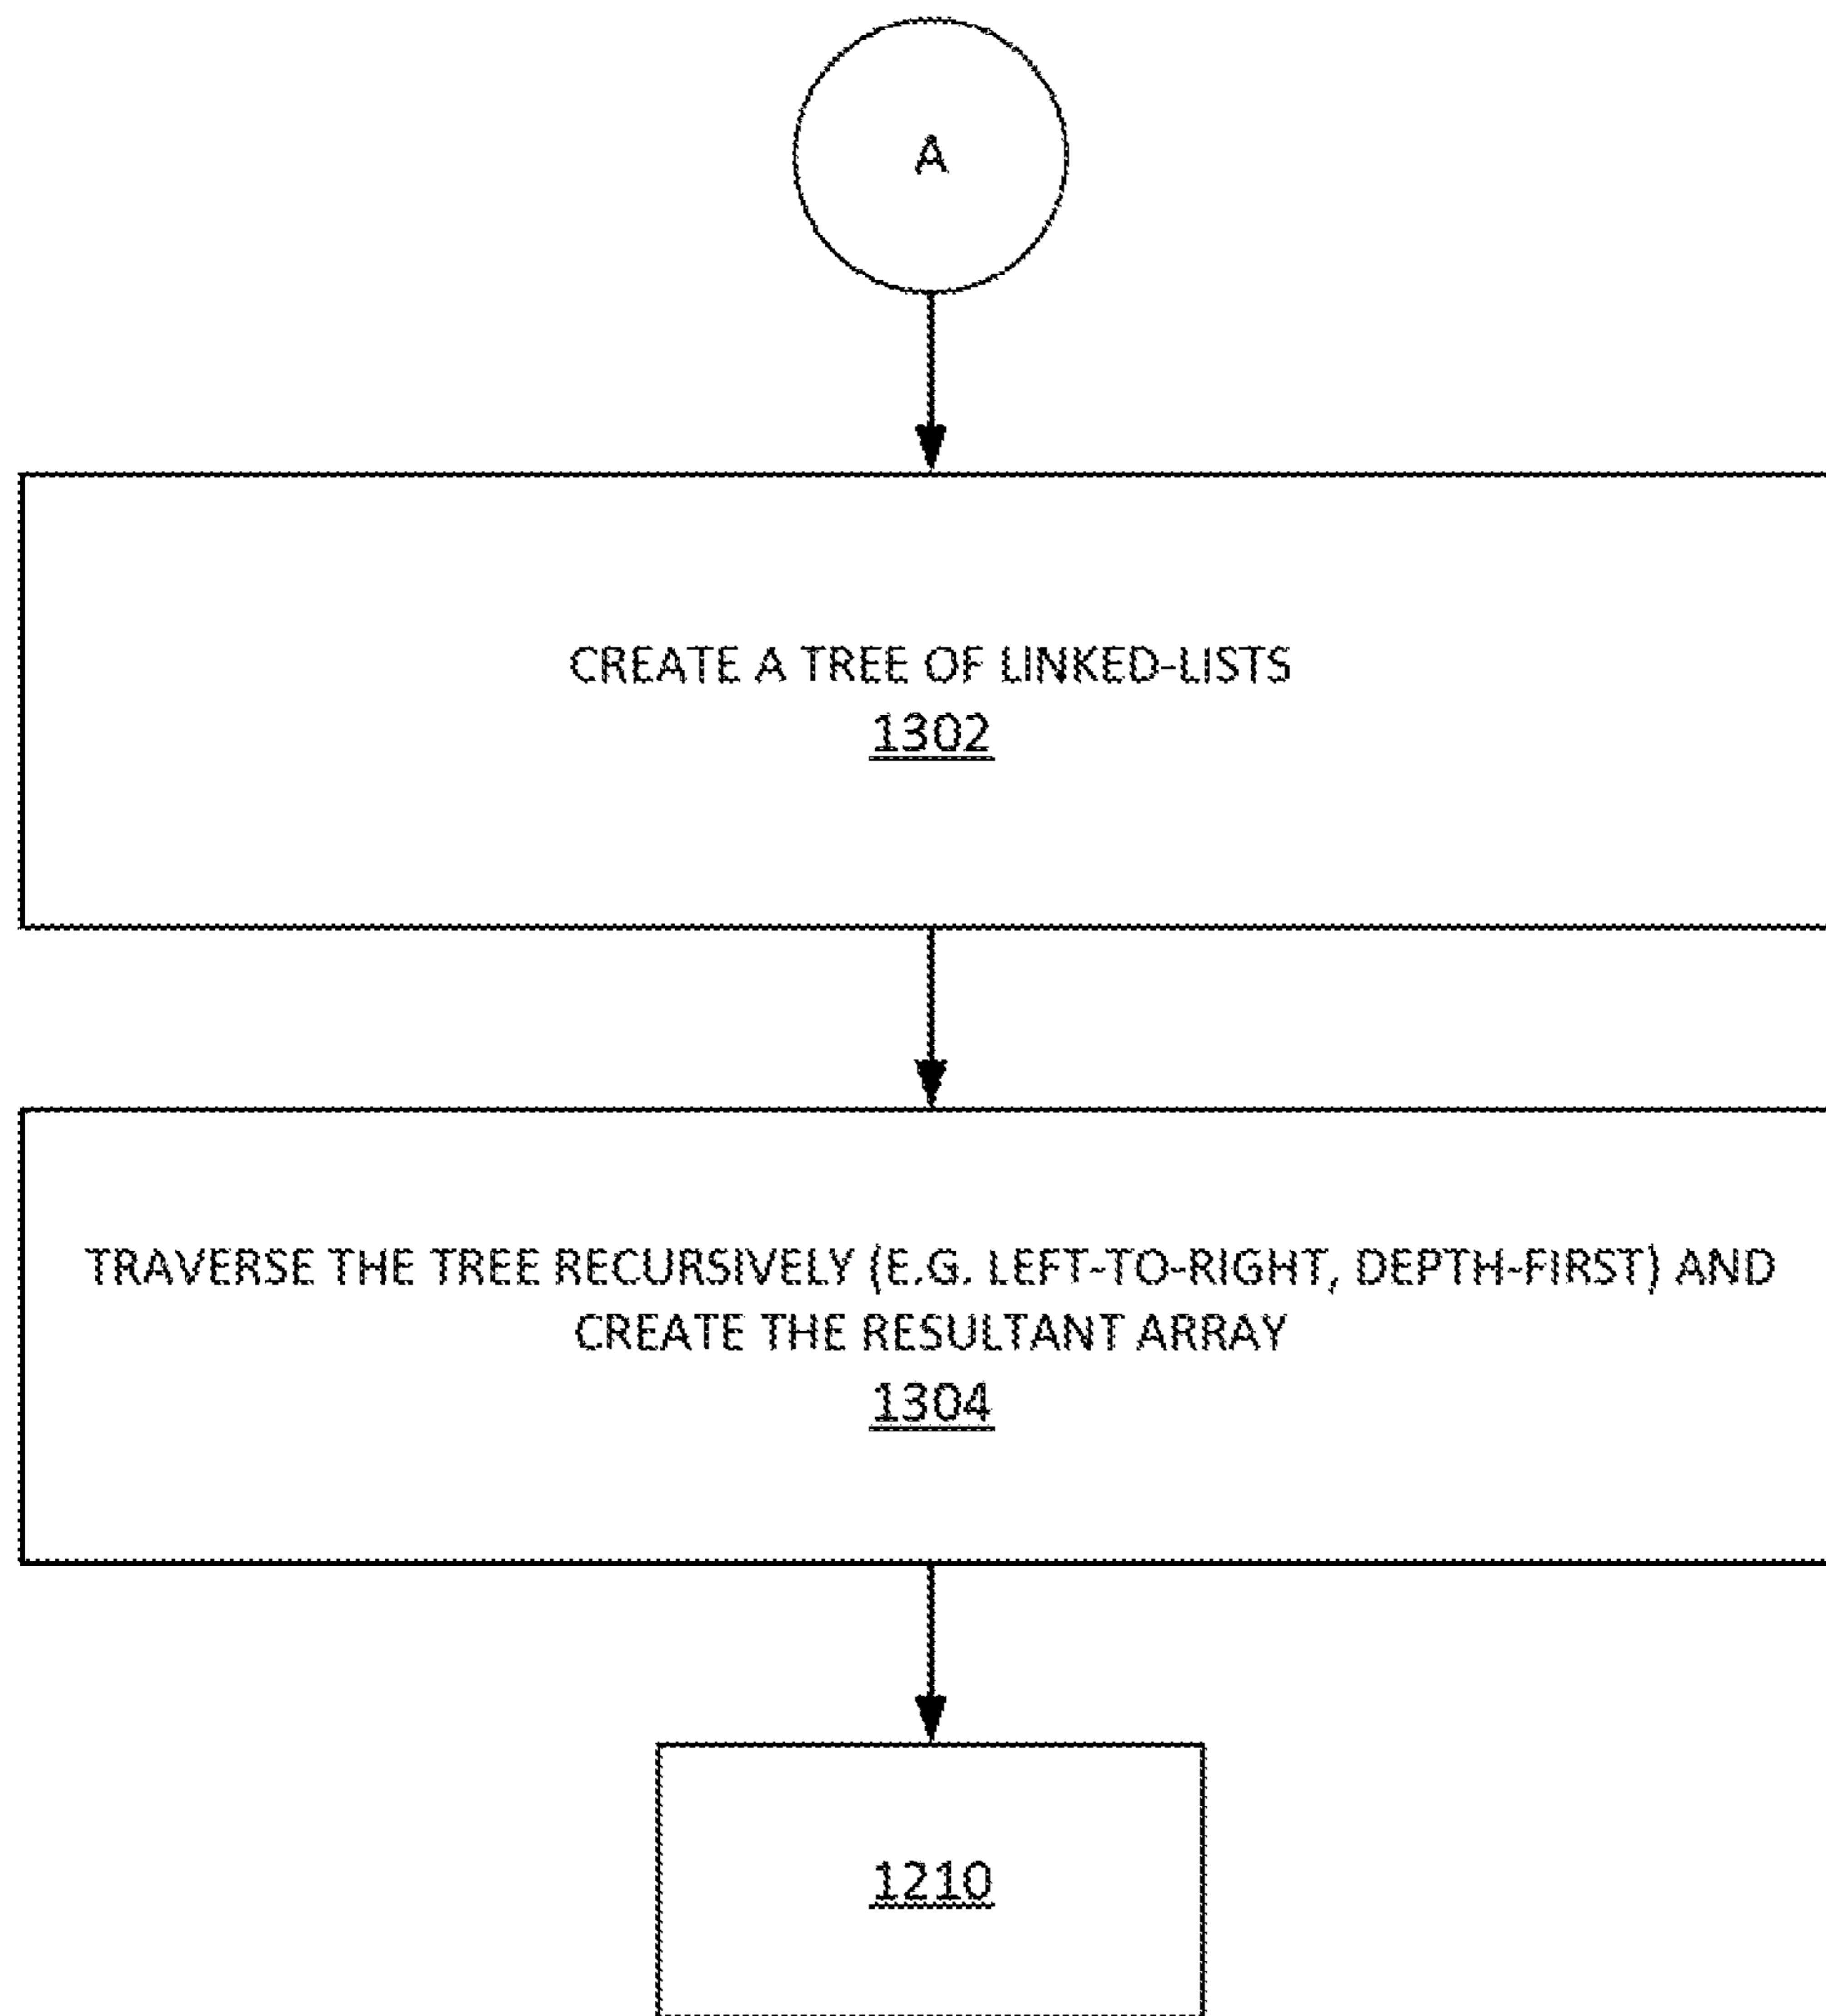 A
CREATE A TREE OF LINKED-LISTS
1302
TRAVERSE THE TREE RECURSIVELY (E.G. LEFT-TO-RIGHT, DEPTH-FIRST) AND
CREATE THE RESULTANT ARRAY
1304
1210